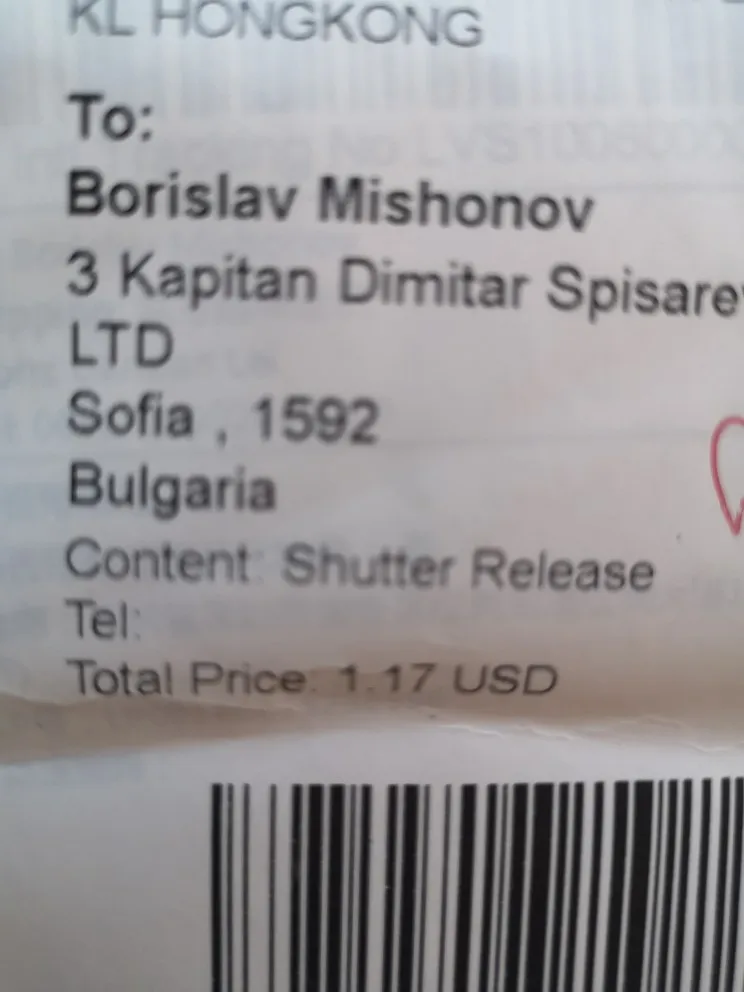 KL HONGKONG
To:
Borislav Mishonov
3 Kapitan Dimitar Spisarev
LTD
Sofia , 1592
Bulgaria
Content: Shutter Release
Tel:
Total Price: 1.17 USD